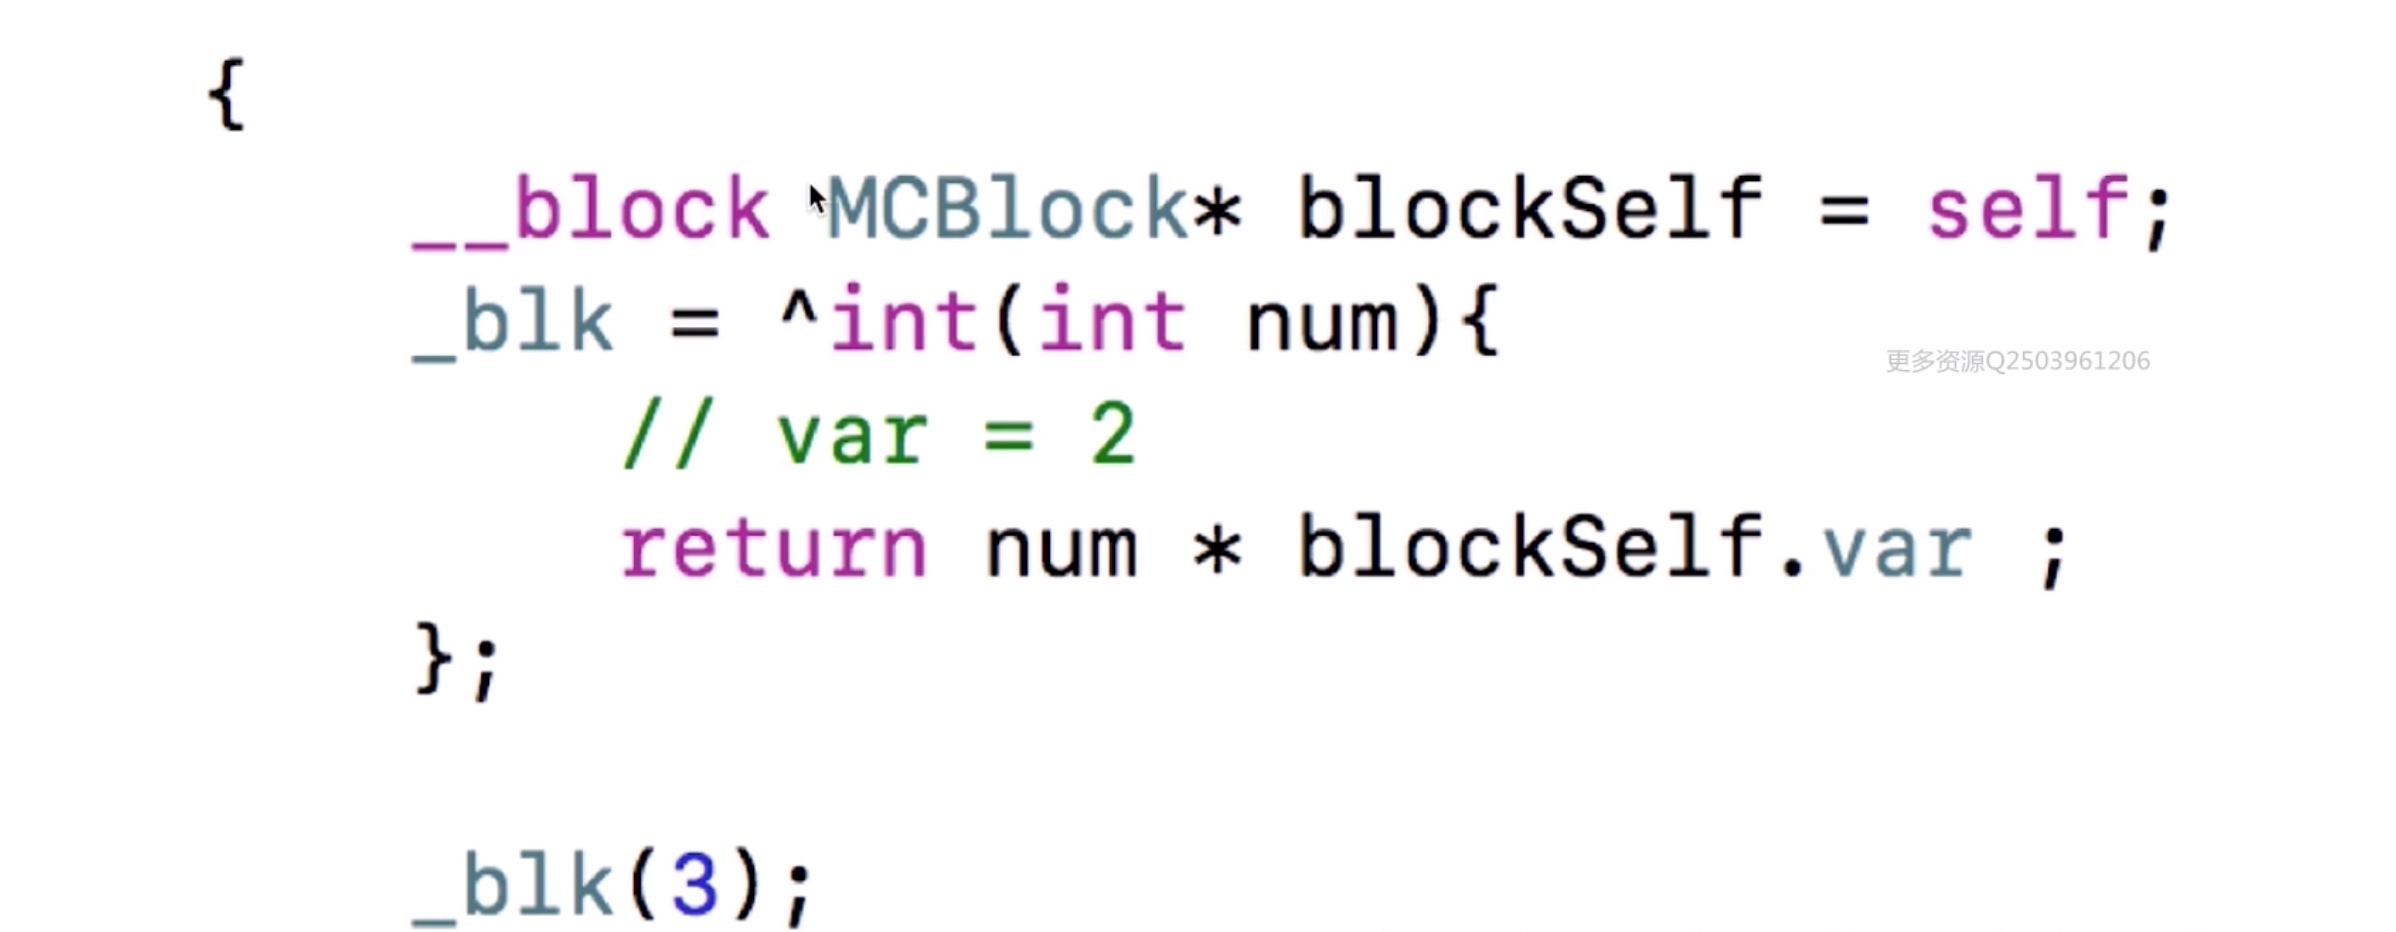 {
__block MCBlock* blockSelf = self;
_blk = ^int(int num){
更多资源Q2503961206
// var = 2
return num * blockSelf.var ;
};
_blk(3);